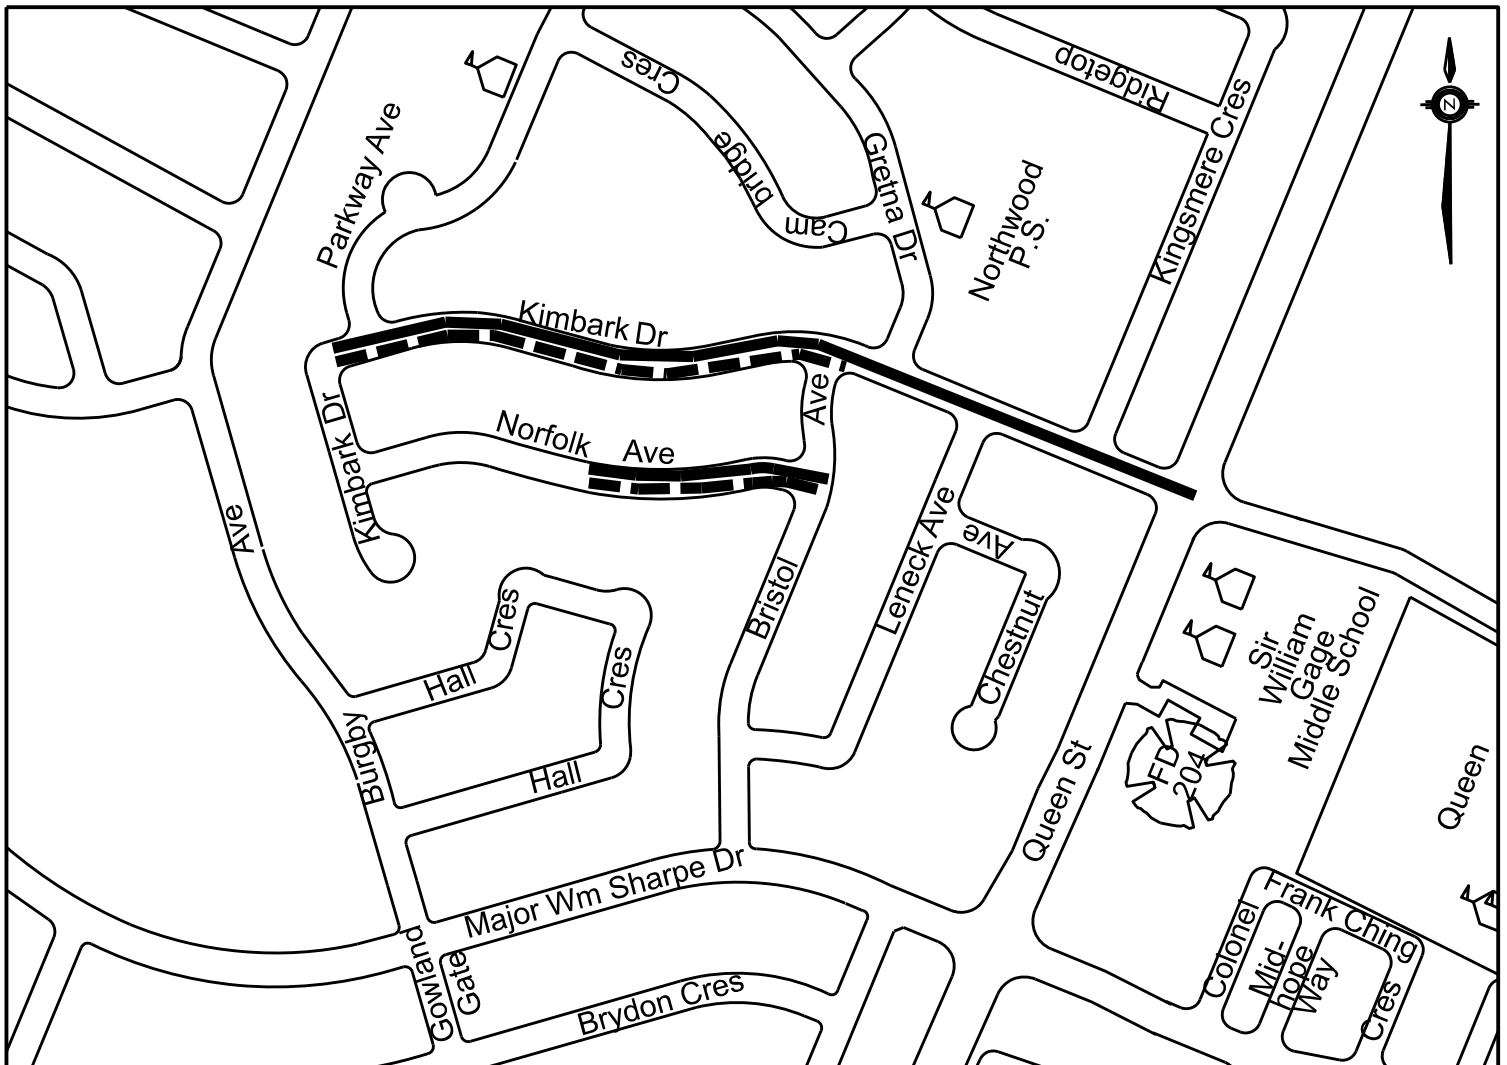 Cres
Ridgetop
Parkway Ave
bridge
Cam
Gretna Dr
Northwood
P.S.
Kingsmere Cres
N
Kimbark Dr
Kimbark Dr
Ave
Norfolk Ave
Ave
Bristol
Leneck Ave
Ave
Chestnut
Hall Cres
Cres
Hall
Burgby
Queen St
Sir
William
Gage
Middle School
FD
204
Queen
Major Wm Sharpe Dr
Gowland
Gate
Brydon Cres
Frank Ching
Colonel
Mid-
hope
Way
Cres